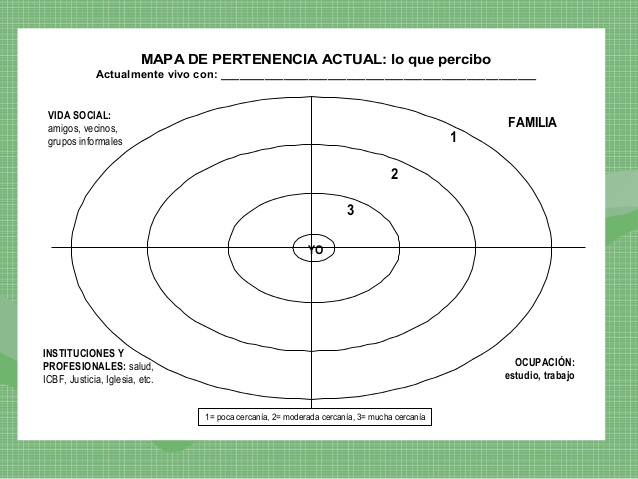 MAPA DE PERTENENCIA ACTUAL: lo que percibo
Actualmente vivo con: ___________________________________________________
VIDA SOCIAL:
amigos, vecinos,
grupos informales
FAMILIA
1
2
3
YO
INSTITUCIONES Y
PROFESIONALES: salud,
ICBF, Justicia, Iglesia, etc.
OCUPACIÓN:
estudio, trabajo
1= poca cercanía, 2= moderada cercanía, 3= mucha cercanía